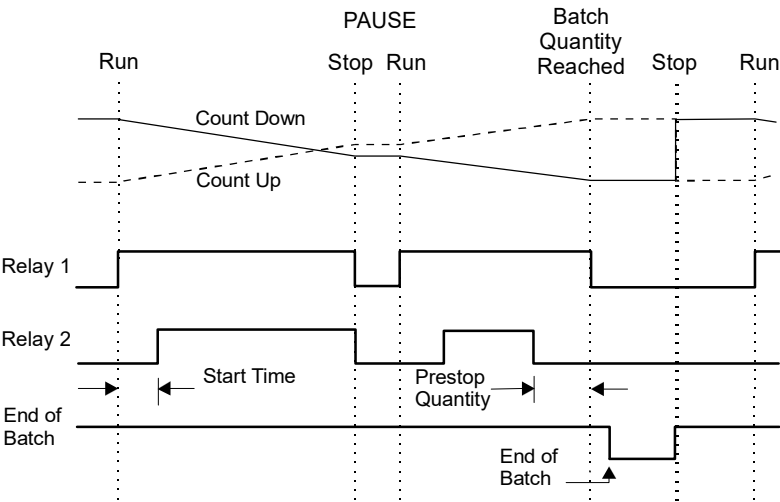 PAUSE
Batch
Quantity
Reached
Run
Stop
Run
Stop
Run
Count Down
Count Up
Relay 1
Relay 2
Start Time
Prestop
Quantity
End of
Batch
End of
Batch